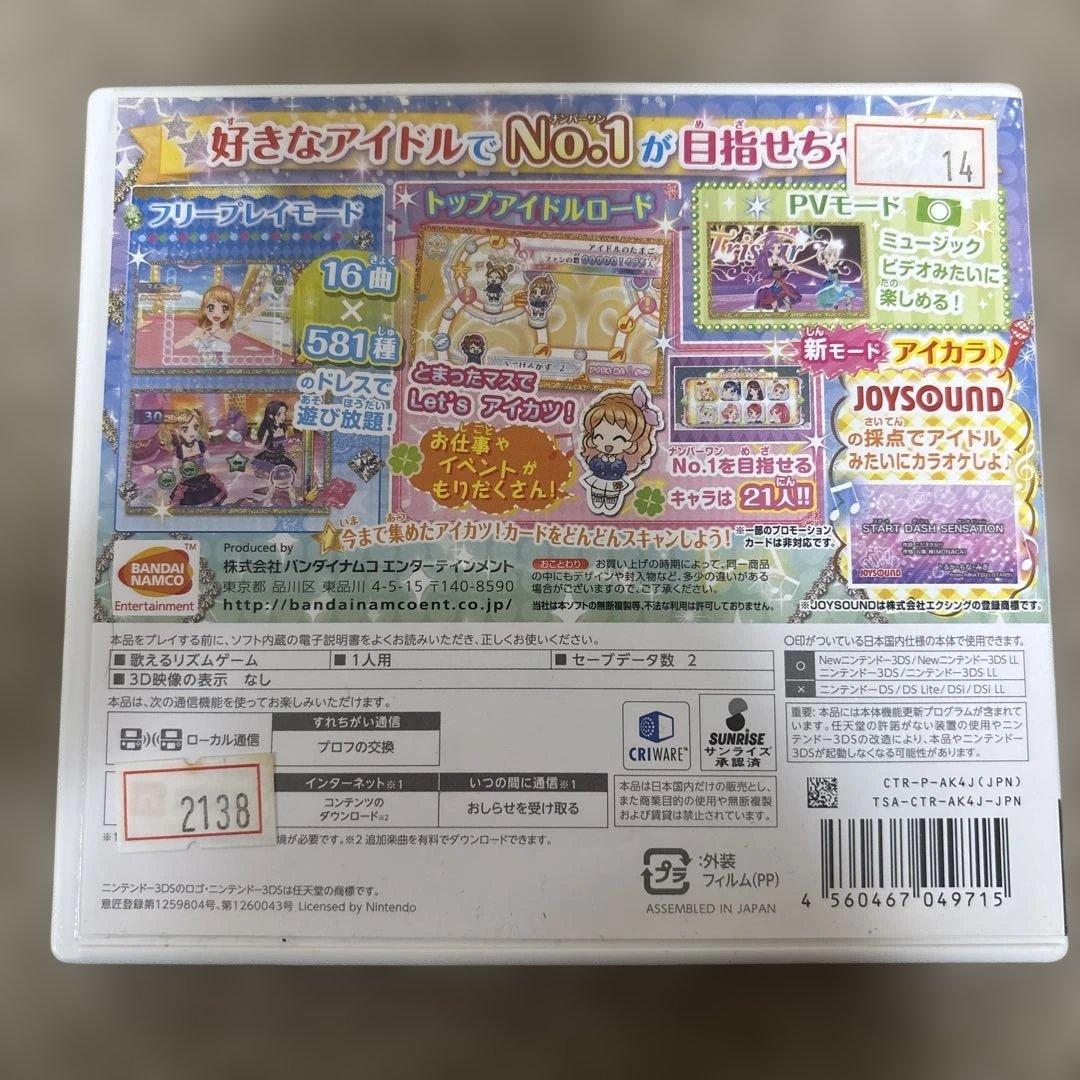 好きなアイドルでNo.1が目指せちゃ
14
フリープレイモード
16曲
×
581種
のドレスで
遊び放題!
30
トップアイドルロード
アイドルのたまご
ファンの数
とまったマスで
Let's アイカツ!
お仕事や
イベントが
もりだくさん!
PVモード
ミュージック
ビデオみたいに
楽しめる!
No.1を目指せる
キャラは21人!!
新モード アイカラ♪
JOYSOUND
の採点でアイドル
みたいにカラオケしよ♪
START DASH SENSATION
JOYSOUND
今まで集めたアイカツ!カードをどんどんスキャンしよう!
※一部のプロモーション
カードは非対応です。
BANDAI
NAMCO
Entertainment
TM
Produced by
株式会社 バンダイナムコ エンターテインメント
東京都 品川区 東品川 4-5-15 〒140-8590
http://bandainamcoent.co.jp/
おことわり お買い上げの時期によって、同一商品
の中にもデザインや封入物など、多少の違いがある
場合がございますので、ご了承ください。
当社は本ソフトの無断複製等、不法な利用は許可しておりません。
※JOYSOUNDは株式会社エクシングの登録商標です。
本品をプレイする前に、ソフト内蔵の電子説明書をよくお読みいただき、正しくお使いください。
■ 歌えるリズムゲーム
■ 1人用
■ セーブデータ数 2
■ 3D映像の表示 なし
本品は、次の通信機能を使ってお楽しみいただけます。
ローカル通信
すれちがい通信
プロフの交換
インターネット※1
コンテンツの
ダウンロード※2
いつの間に通信※1
おしらせを受け取る
2138
※1
境が必要です。※2 追加楽曲を有料でダウンロードできます。
CRIWARE™
SUNRISE
サンライズ
承認済
本品は日本国内だけの販売とし、
また商業目的の使用や無断複製
および賃貸は禁止されています。
○印がついている日本国内仕様の本体で使用できます。
○ Newニンテンドー3DS/Newニンテンドー3DS LL
ニンテンドー3DS/ニンテンドー3DS LL
× ニンテンドーDS/DS Lite/DSi/DSi LL
重要:本品には本体機能更新プログラムが含まれて
います。任天堂の許諾がない装置の使用やニン
テンドー3DSの改造により、本品やニンテンドー
3DSが起動しなくなる可能性があります。
CTR-P-AK4J(JPN)
TSA-CTR-AK4J-JPN
プラ
:外装
フィルム(PP)
ASSEMBLED IN JAPAN
4 560467 049715
ニンテンドー3DSのロゴ・ニンテンドー3DSは任天堂の商標です。
意匠登録第1259804号、第1260043号 Licensed by Nintendo